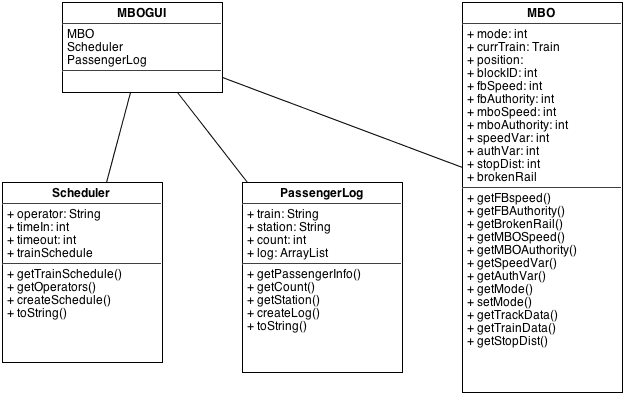 MBOGUI
MBO
Scheduler
PassengerLog
MBO
+ mode: int
+ currTrain: Train
+ position:
+ blockID: int
+ fbSpeed: int
+ fbAuthority: int
+ mboSpeed: int
+ mboAuthority: int
+ speedVar: int
+ authVar: int
+ stopDist: int
+ brokenRail
+ getFBspeed()
+ getFBAuthority()
+ getBrokenRail()
+ getMBOSpeed()
+ getMBOAuthority()
+ getSpeedVar()
+ getAuthVar()
+ getMode()
+ setMode()
+ getTrackData()
+ getTrainData()
+ getStopDist()
Scheduler
+ operator: String
+ timeIn: int
+ timeout: int
+ trainSchedule
+ getTrainSchedule()
+ getOperators()
+ createSchedule()
+ toString()
PassengerLog
+ train: String
+ station: String
+ count: int
+ log: ArrayList
+ getPassengerInfo()
+ getCount()
+ getStation()
+ createLog()
+ toString()